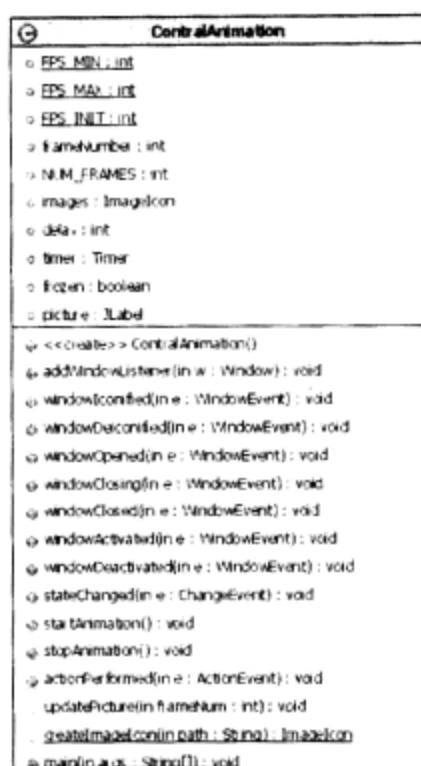 ContralAnimation
FPS_MIN : int
FPS_MAX : int
FPS_INIT : int
frameNumber : int
NUM_FRAMES : int
images : ImageIcon
delay : int
timer : Timer
frozen : boolean
picture : JLabel
<<create>> ContralAnimation()
addWindowListener(in w : Window) : void
windowIconified(in e : WindowEvent) : void
windowDeiconified(in e : WindowEvent) : void
windowOpened(in e : WindowEvent) : void
windowClosing(in e : WindowEvent) : void
windowClosed(in e : WindowEvent) : void
windowActivated(in e : WindowEvent) : void
windowDeactivated(in e : WindowEvent) : void
stateChanged(in e : ChangeEvent) : void
startAnimation() : void
stopAnimation() : void
actionPerformed(in e : ActionEvent) : void
updatePicture(in frameNum : int) : void
createImageIcon(in path : String) : ImageIcon
main(in args : String[]) : void